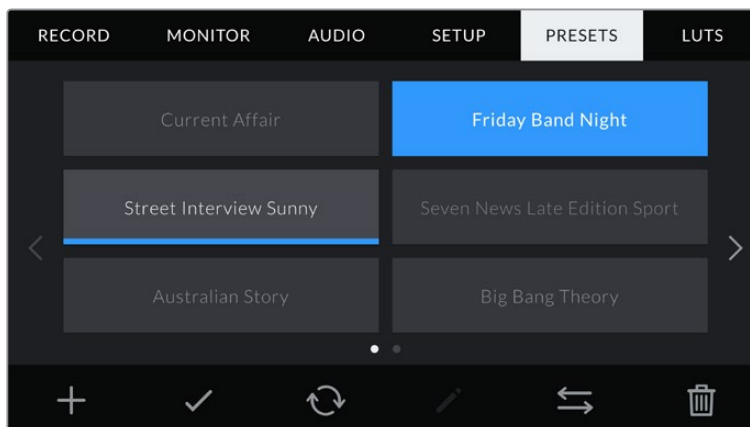 RECORD MONITOR AUDIO SETUP PRESETS LUTS
Current Affair Friday Band Night
Street Interview Sunny Seven News Late Edition Sport
Australian Story Big Bang Theory